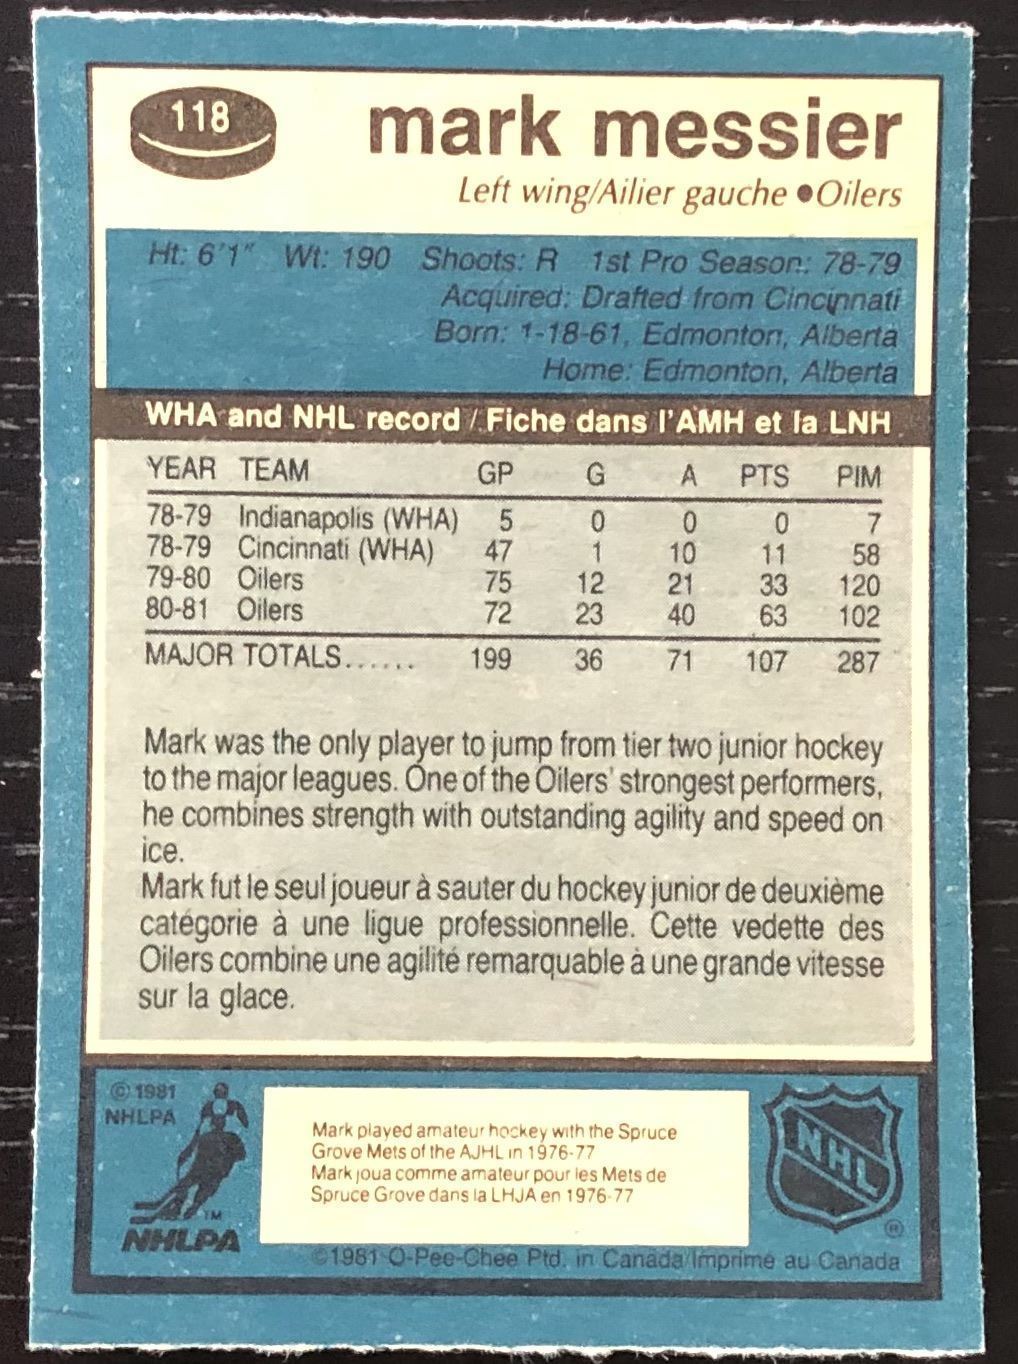 118
mark messier
Left wing/Ailier gauche ●Oilers
Ht: 6'1" Wt: 190 Shoots: R 1st Pro Season: 78-79
Acquired: Drafted from Cincinnati
Born: 1-18-61, Edmonton, Alberta
Home: Edmonton, Alberta
WHA and NHL record / Fiche dans l'AMH et la LNH
YEAR TEAM GP G A PTS PIM
78-79 Indianapolis (WHA) 5 0 0 0 7
78-79 Cincinnati (WHA) 47 1 10 11 58
79-80 Oilers 75 12 21 33 120
80-81 Oilers 72 23 40 63 102
MAJOR TOTALS...... 199 36 71 107 287
Mark was the only player to jump from tier two junior hockey
to the major leagues. One of the Oilers' strongest performers,
he combines strength with outstanding agility and speed on
ice.
Mark fut le seul joueur à sauter du hockey junior de deuxième
catégorie à une ligue professionnelle. Cette vedette des
Oilers combine une agilité remarquable à une grande vitesse
sur la glace.
© 1981
NHLPA
Mark played amateur hockey with the Spruce
Grove Mets of the AJHL in 1976-77
Mark joua comme amateur pour les Mets de
Spruce Grove dans la LHJA en 1976-77
TM
NHLPA
NHL
®
©1981 O-Pee-Chee Ptd. in Canada/Imprimé au Canada